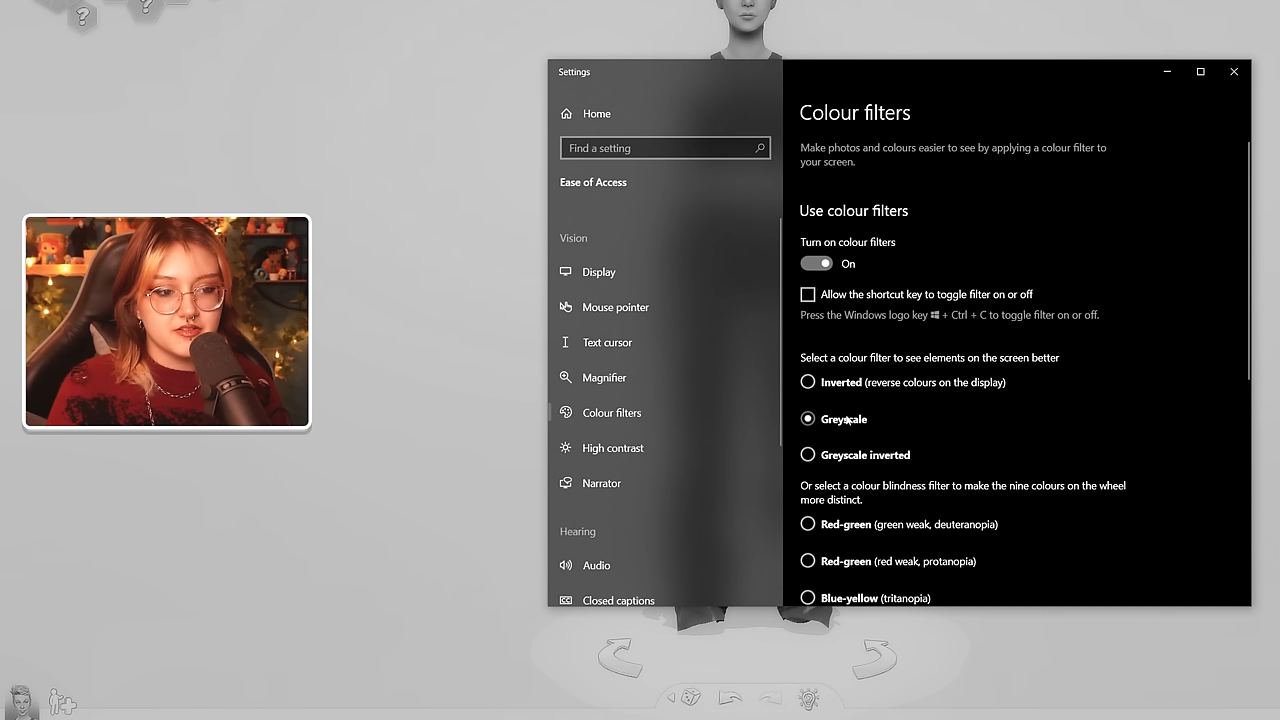 ?
?
Settings
Home
Find a setting
Ease of Access
Vision
Display
Mouse pointer
Text cursor
Magnifier
Colour filters
High contrast
Narrator
Hearing
Audio
Closed captions
Colour filters
Make photos and colours easier to see by applying a colour filter to
your screen.
Use colour filters
Turn on colour filters
On
Allow the shortcut key to toggle filter on or off
Press the Windows logo key + Ctrl + C to toggle filter on or off.
Select a colour filter to see elements on the screen better
Inverted (reverse colours on the display)
Greyscale
Greyscale inverted
Or select a colour blindness filter to make the nine colours on the wheel
more distinct.
Red-green (green weak, deuteranopia)
Red-green (red weak, protanopia)
Blue-yellow (tritanopia)